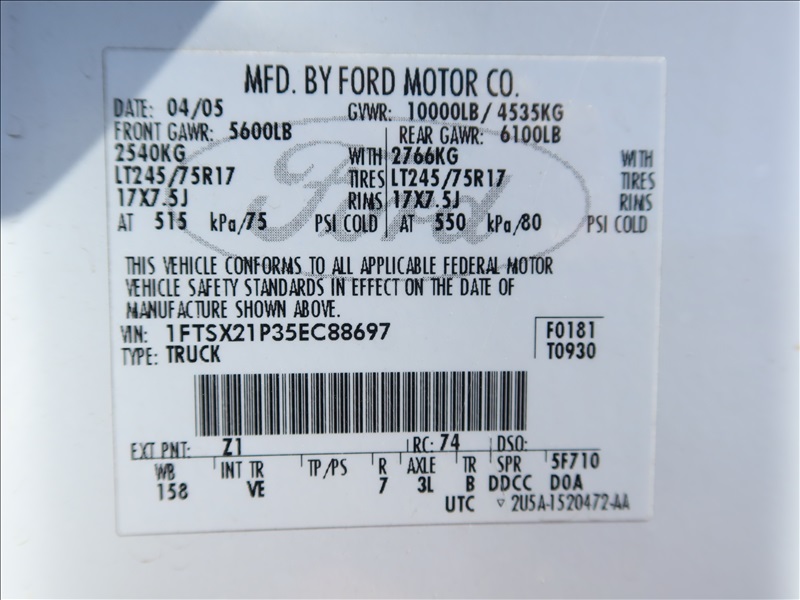 MFD. BY FORD MOTOR CO.
DATE: 04/05 GVWR: 10000LB/ 4535KG
FRONT GAWR: 5600LB REAR GAWR: 6100LB
2540KG WITH 2766KG WITH
LT245/75R17 TIRES LT245/75R17 TIRES
17X7.5J RIMS 17X7.5J RIMS
AT 515 kPa/75 PSI COLD AT 550 kPa/80 PSI COLD
Ford
THIS VEHICLE CONFORMS TO ALL APPLICABLE FEDERAL MOTOR
VEHICLE SAFETY STANDARDS IN EFFECT ON THE DATE OF
MANUFACTURE SHOWN ABOVE.
VIN: 1FTSX21P35EC88697 F0181
TYPE: TRUCK T0930
EXT PNT: Z1 RC: 74 DSO:
WB INT TR TP/PS R AXLE TR SPR 5F710
158 VE 7 3L B DDCC D0A
UTC ▽ 2U5A-1520472-AA